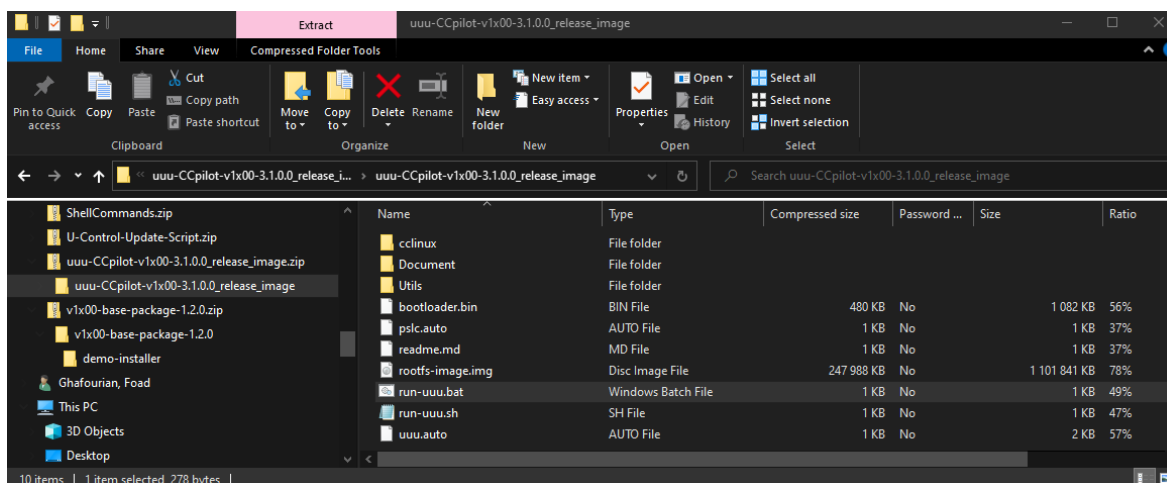 Extract uuu-CCpilot-v1x00-3.1.0.0_release_image
File Home Share View Compressed Folder Tools
Pin to Quick access
Copy
Paste
Cut
Copy path
Paste shortcut
Clipboard
Move to
Copy to
Delete
Rename
Organize
New folder
New item
Easy access
New
Properties
Open
Edit
History
Open
Select all
Select none
Invert selection
Select
« uuu-CCpilot-v1x00-3.1.0.0_release_i... > uuu-CCpilot-v1x00-3.1.0.0_release_image
Search uuu-CCpilot-v1x00-3.1.0.0_release_image
ShellCommands.zip
U-Control-Update-Script.zip
uuu-CCpilot-v1x00-3.1.0.0_release_image.zip
uuu-CCpilot-v1x00-3.1.0.0_release_image
v1x00-base-package-1.2.0.zip
v1x00-base-package-1.2.0
demo-installer
Ghafourian, Foad
This PC
3D Objects
Desktop
Name Type Compressed size Password ... Size Ratio
cclinux File folder
Document File folder
Utils File folder
bootloader.bin BIN File 480 KB No 1 082 KB 56%
pslc.auto AUTO File 1 KB No 1 KB 37%
readme.md MD File 1 KB No 1 KB 37%
rootfs-image.img Disc Image File 247 988 KB No 1 101 841 KB 78%
run-uuu.bat Windows Batch File 1 KB No 1 KB 49%
run-uuu.sh SH File 1 KB No 1 KB 47%
uuu.auto AUTO File 1 KB No 2 KB 57%
10 items 1 item selected 278 bytes